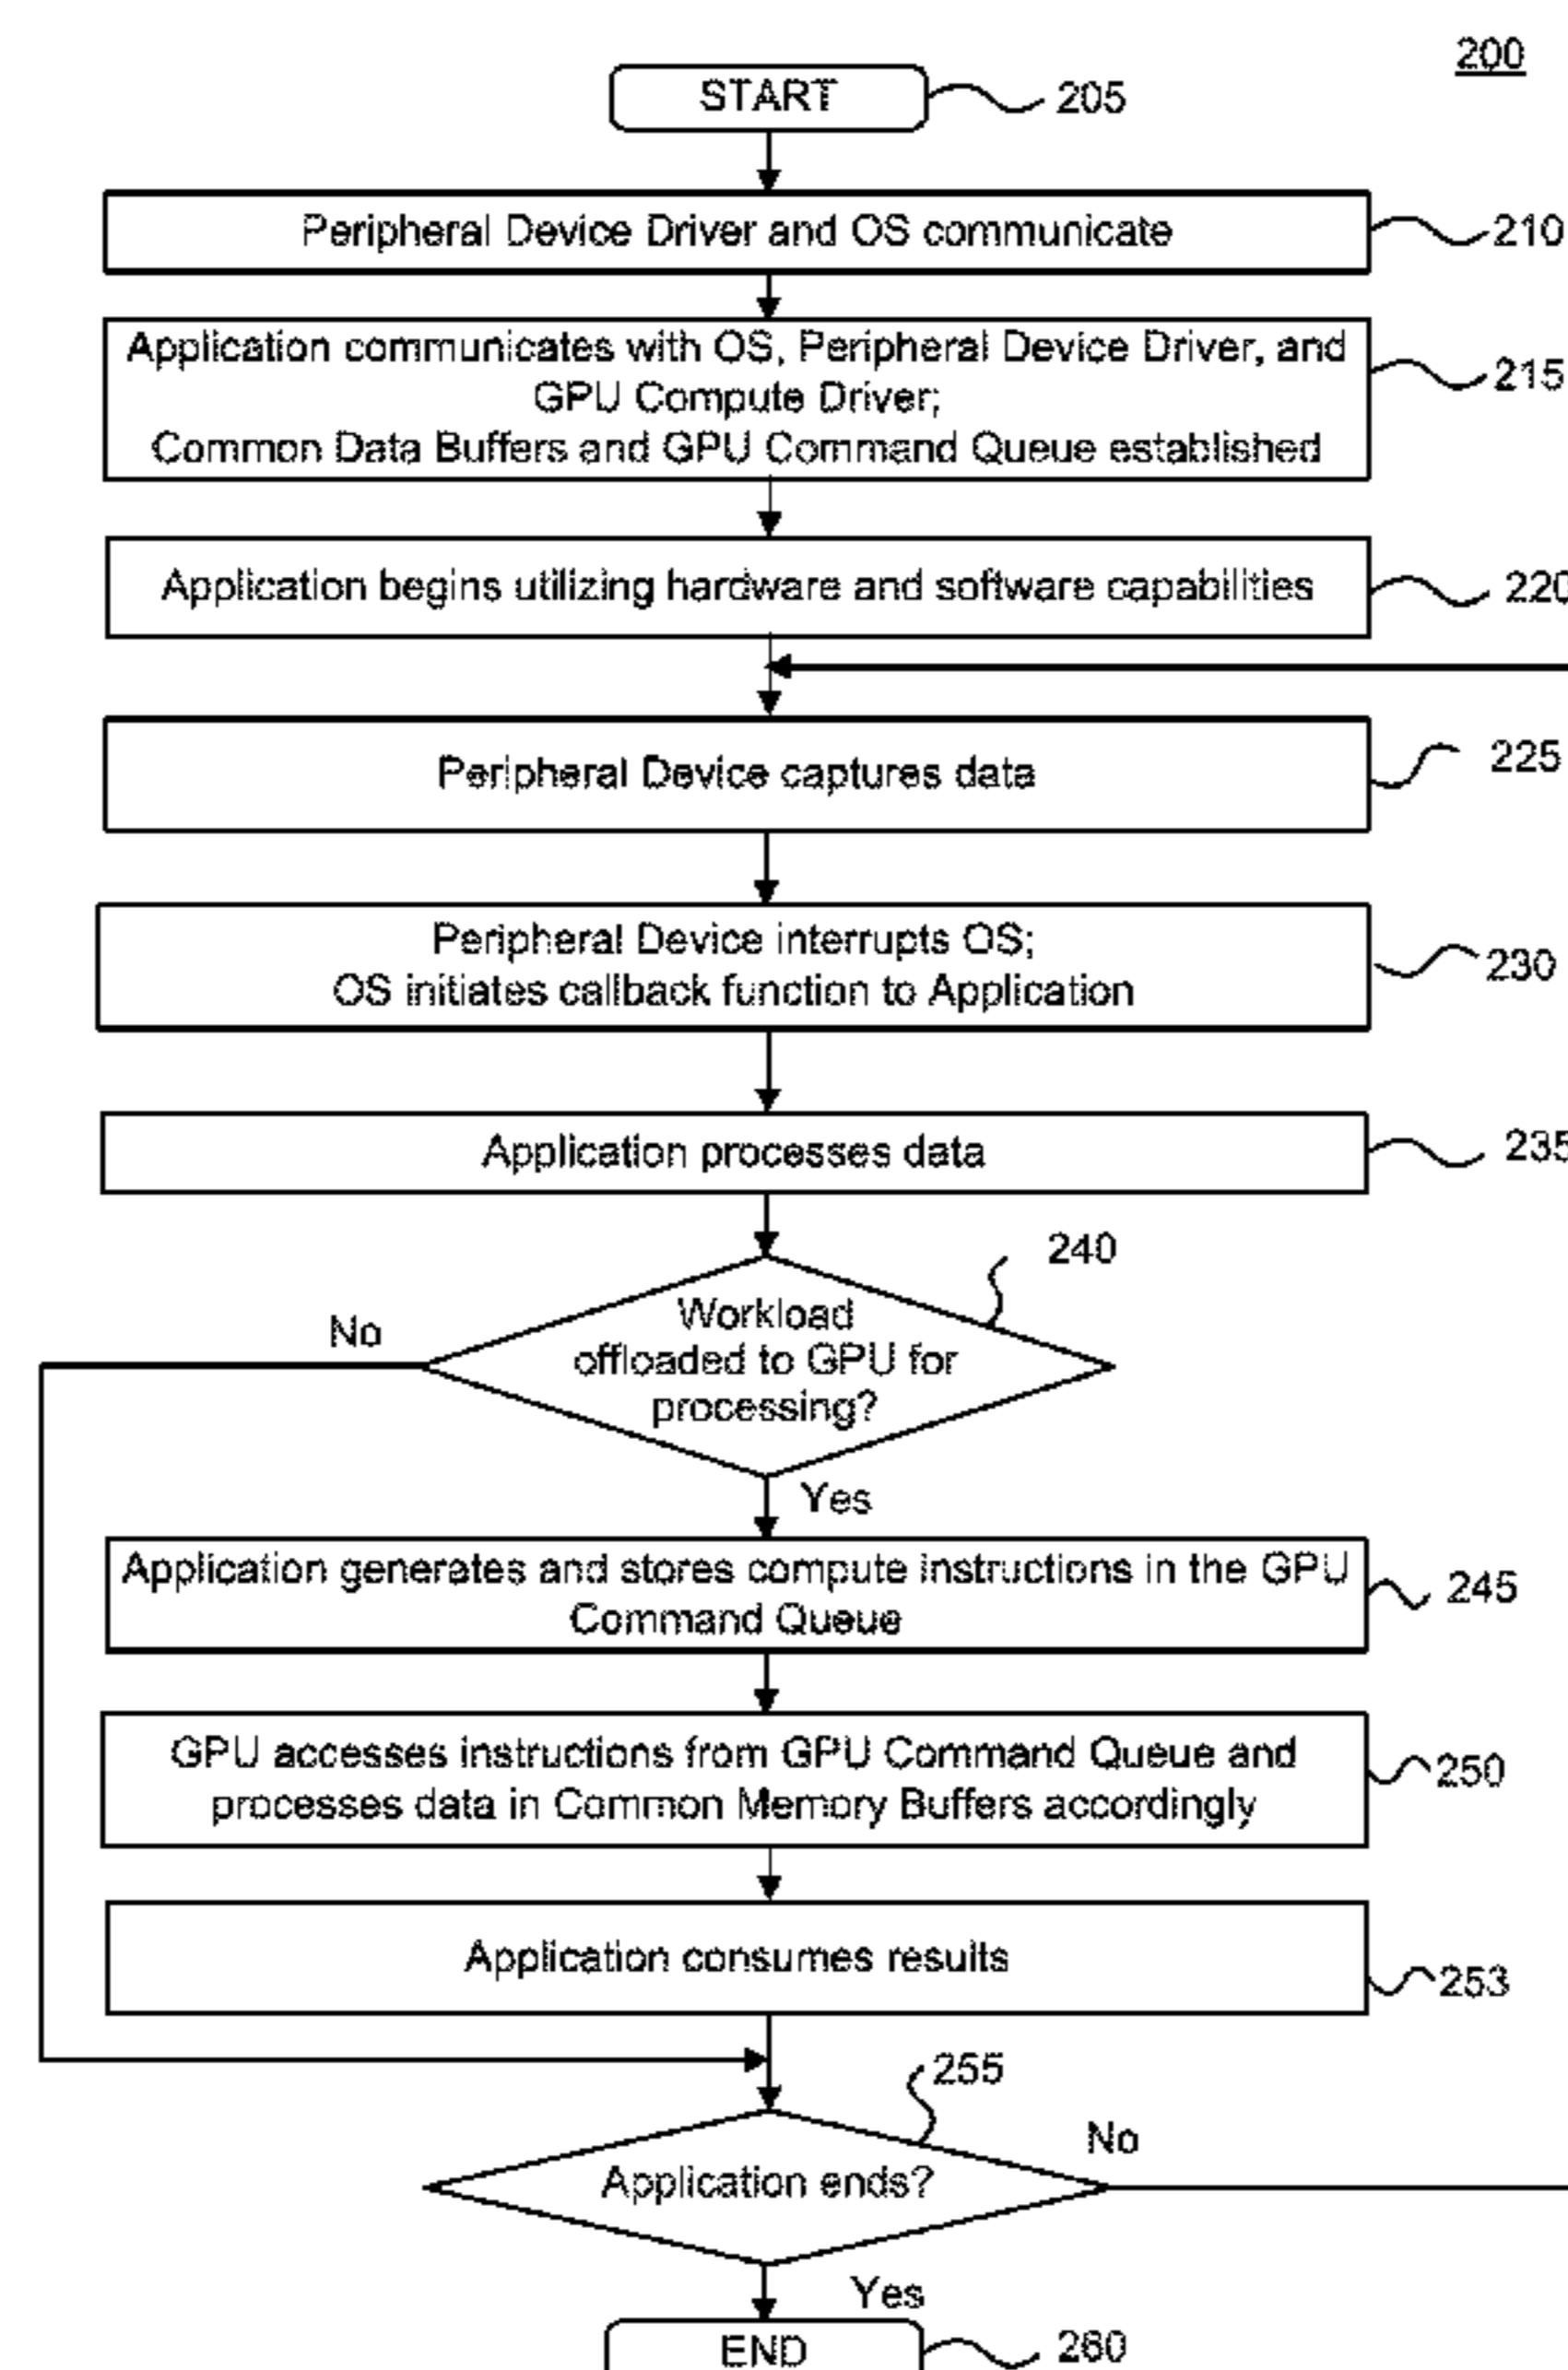 200
START
205
Peripheral Device Driver and OS communicate
210
Application communicates with OS, Peripheral Device Driver, and
GPU Compute Driver;
Common Data Buffers and GPU Command Queue established
215
Application begins utilizing hardware and software capabilities
220
Peripheral Device captures data
225
Peripheral Device interrupts OS;
OS initiates callback function to Application
230
Application processes data
235
240
Workload
offloaded to GPU for
processing?
No
Yes
Application generates and stores compute instructions in the GPU
Command Queue
245
GPU accesses instructions from GPU Command Queue and
processes data in Common Memory Buffers accordingly
250
Application consumes results
253
255
Application ends?
No
Yes
END
260